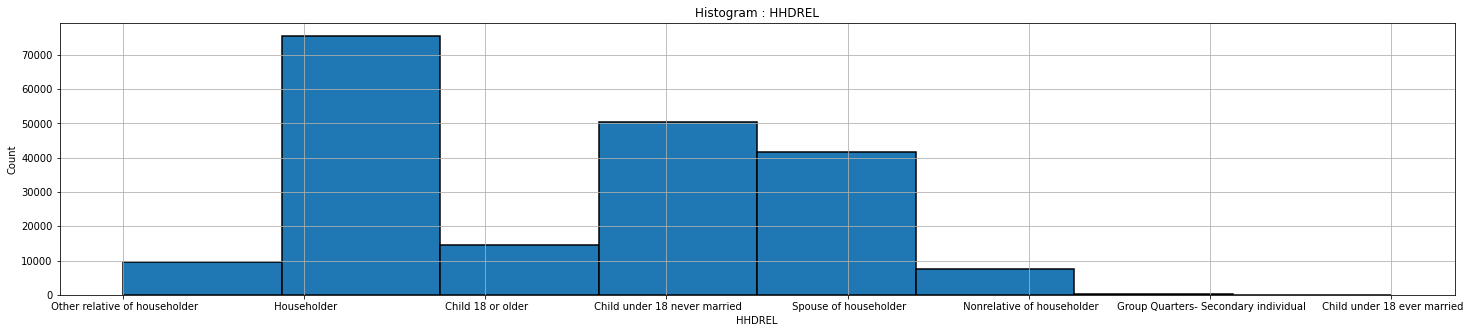 Histogram : HHDREL
70000
60000
50000
40000
30000
20000
10000
0
Count
Other relative of householder Householder Child 18 or older Child under 18 never married Spouse of householder Nonrelative of householder Group Quarters- Secondary individual Child under 18 ever married
HHDREL